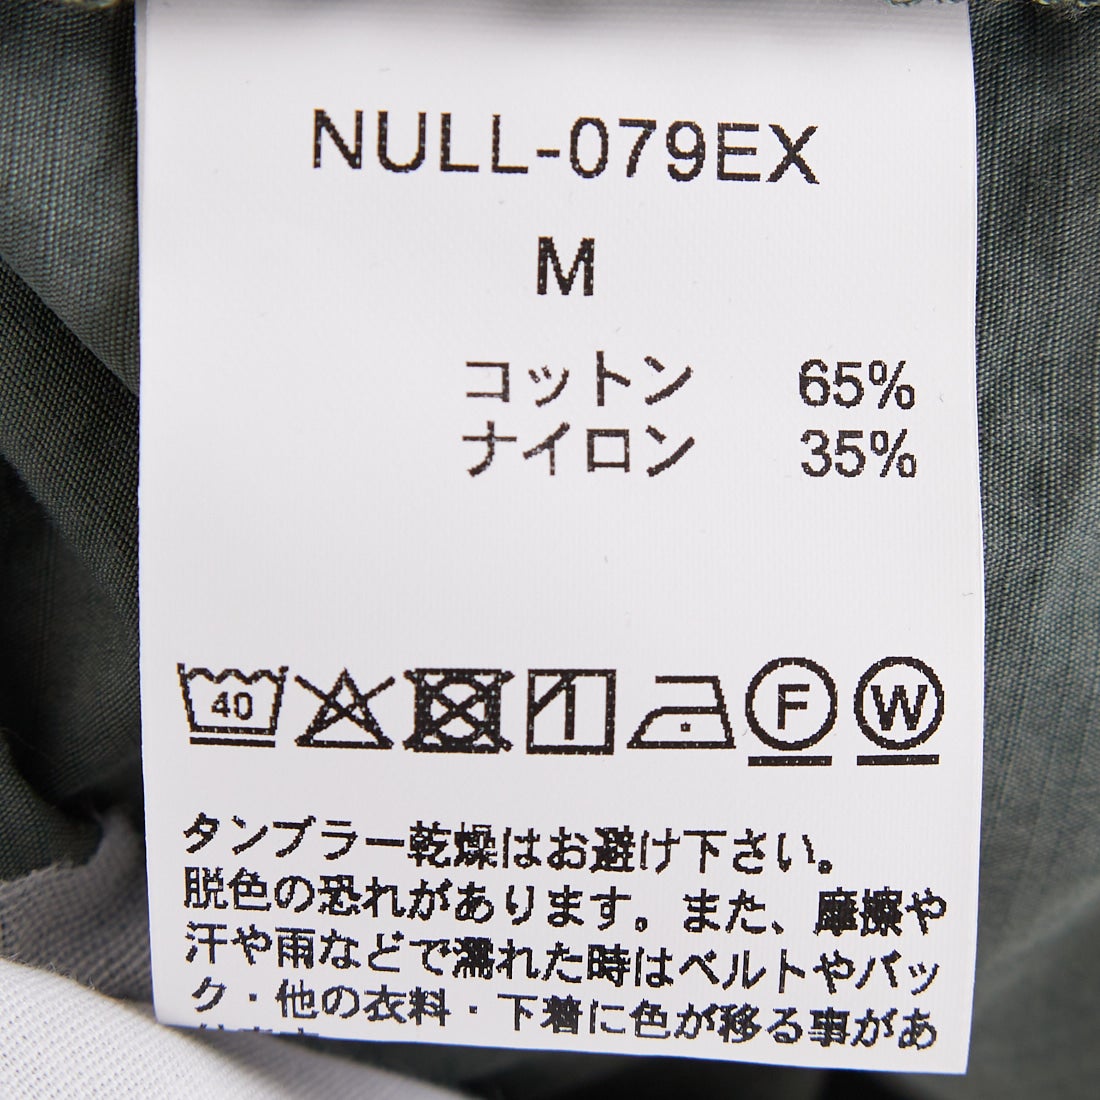 NULL-079EX
M
コットン 65%
ナイロン 35%
40 F W
タンブラー乾燥はお避け下さい。
脱色の恐れがあります。また、摩擦や
汗や雨などで濡れた時はベルトやバッ
ク・他の衣料・下着に色が移る事があ